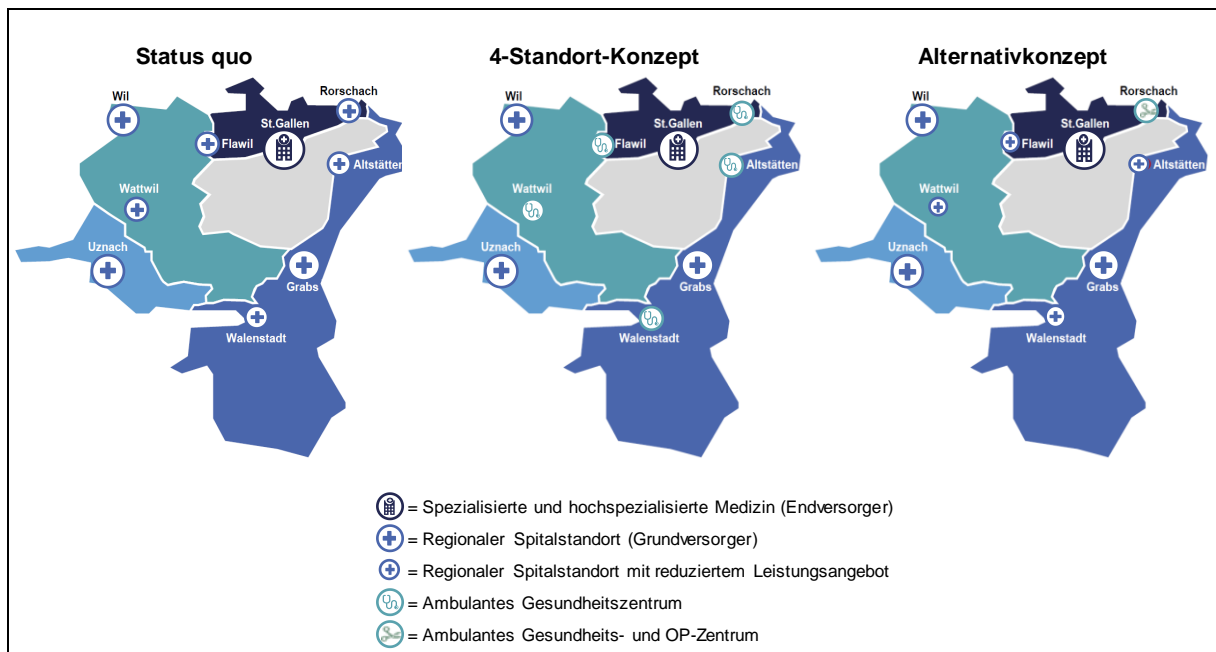 Status quo
4-Standort-Konzept
Alternativkonzept
Wil
Rorschach
St.Gallen
Flawil
Altstätten
Wattwil
Uznach
Grabs
Walenstadt
Wil
Rorschach
St.Gallen
Flawil
Altstätten
Wattwil
Uznach
Grabs
Walenstadt
Wil
Rorschach
St.Gallen
Flawil
Altstätten
Wattwil
Uznach
Grabs
Walenstadt
= Spezialisierte und hochspezialisierte Medizin (Endversorger)
= Regionaler Spitalstandort (Grundversorger)
= Regionaler Spitalstandort mit reduziertem Leistungsangebot
= Ambulantes Gesundheitszentrum
= Ambulantes Gesundheits- und OP-Zentrum